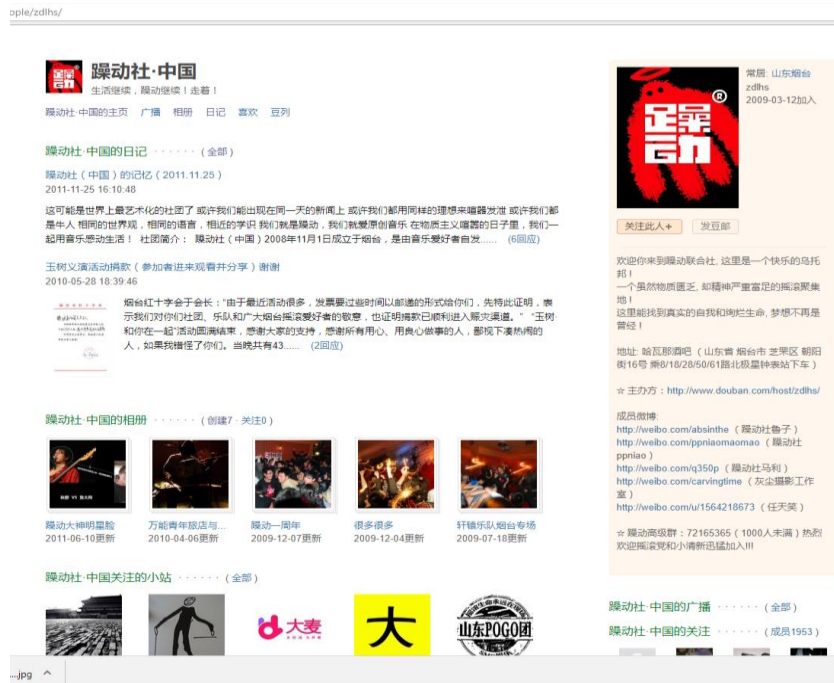 ople/zdlhs/
躁动社·中国
生活继续，躁动继续！走着！
躁动社·中国的主页 广播 相册 日记 喜欢 豆列
躁动社·中国的日记 · · · · · · （全部）
躁动社（中国）的记忆（2011.11.25）
2011-11-25 16:10:48
这可能是世界上最艺术化的社团了 或许我们能出现在同一天的新闻上 或许我们都用同样的理想来喧嚣发泄 或许我们都
是牛人 相同的世界观，相同的语言，相近的学识 我们就是躁动，我们就爱原创音乐 在物质主义喧嚣的日子里，我们一
起用音乐感动生活！ 社团简介： 躁动社（中国）2008年11月1日成立于烟台，是由音乐爱好者自发...... (6回应)
玉树义演活动捐款（参加者进来观看并分享）谢谢
2010-05-28 18:39:46
烟台红十字会于会长："由于最近活动很多，发票要过些时间以邮递的形式给你们，先特此证明，表
示我们对你们社团、乐队和广大烟台摇滚爱好者的敬意，也证明捐款已顺利进入赈灾渠道。" "玉树
和你在一起"活动圆满结束，感谢大家的支持，感谢所有用心、用良心做事的人，鄙视下凑热闹的
人，如果我错怪了你们。当晚共有43...... (2回应)
躁动社·中国的相册 · · · · · · （创建7 · 关注0）
躁动大神明星脸 万能青年旅店与... 躁动一周年 很多很多 轩辕乐队烟台专场
2011-06-10更新 2010-04-06更新 2009-12-07更新 2009-12-04更新 2009-07-18更新
躁动社·中国关注的小站 · · · · · · （全部）
大麦
大
山东POGO团
躁动
®
常居: 山东烟台
zdlhs
2009-03-12加入
关注此人+ 发豆邮
欢迎你来到躁动联合社, 这里是一个快乐的乌托
邦！
一个虽然物质匮乏, 却精神严重富足的摇滚聚集
地！
这里能找到真实的自我和绚烂生命, 梦想不再是
曾经！
地址: 哈瓦那酒吧（山东省 烟台市 芝罘区 朝阳
街16号 乘8/18/28/50/61路北极星钟表站下车）
☆ 主办方：http://www.douban.com/host/zdlhs/
成员微博:
http://weibo.com/absinthe（躁动社鲁子）
http://weibo.com/ppniaomaomao（躁动社
ppniao）
http://weibo.com/q350p（躁动社马利）
http://weibo.com/carvingtime（灰尘摄影工作
室）
http://weibo.com/u/1564218673（任天笑）
☆ 躁动高级群：72165365（1000人未满）热烈
欢迎摇滚党和小清新迅猛加入!!!
躁动社·中国的广播 · · · · · · （全部）
躁动社·中国的关注 · · · · · · （成员1953）
....jpg